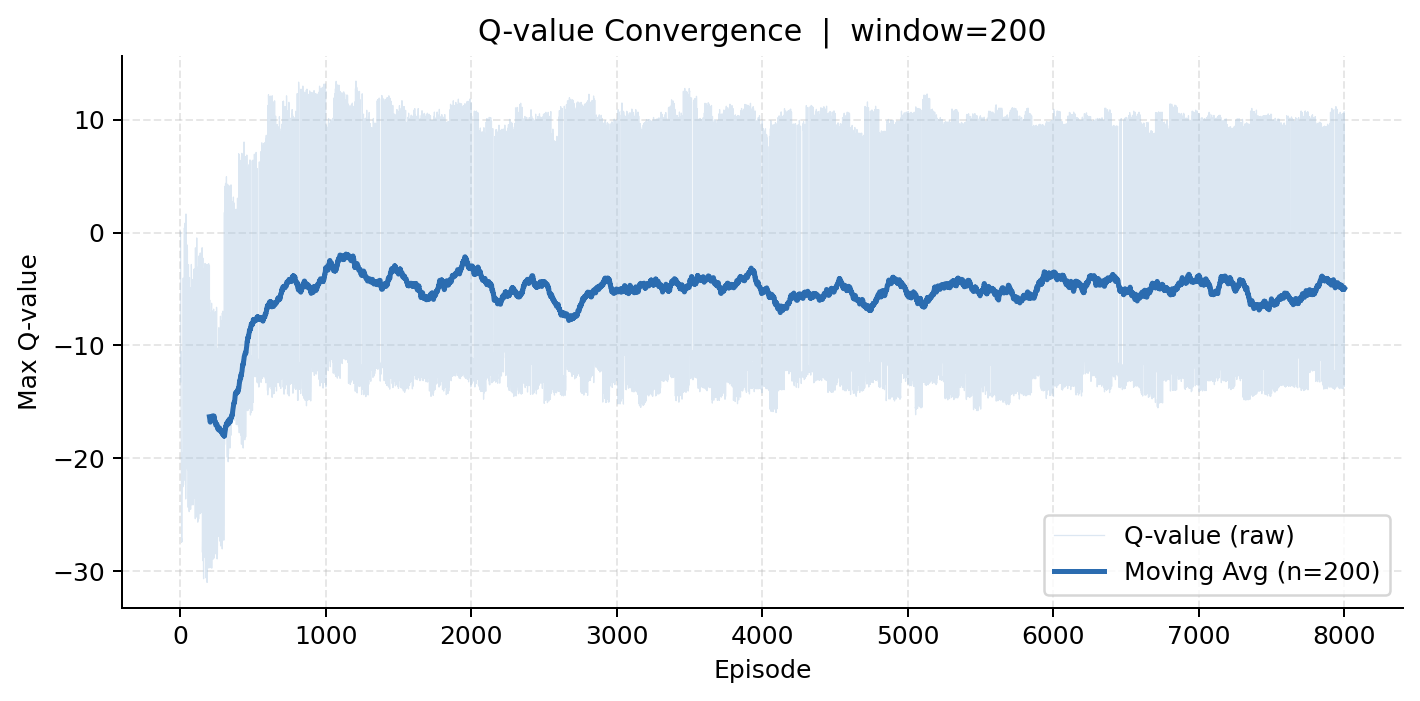 Q-value Convergence | window=200
Max Q-value
10
0
−10
−20
−30
0 1000 2000 3000 4000 5000 6000 7000 8000
Episode
Q-value (raw)
Moving Avg (n=200)